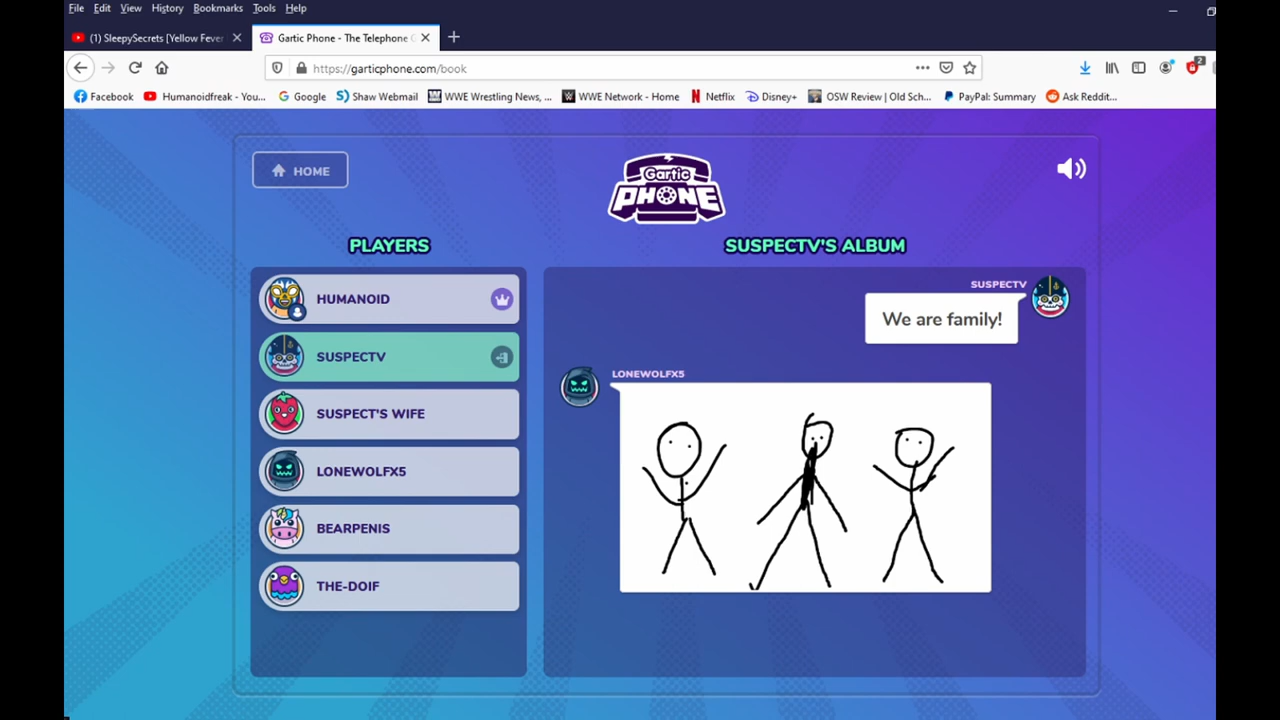 File Edit View History Bookmarks Tools Help
(1) SleepySecrets [Yellow Fever
Gartic Phone - The Telephone G
https://garticphone.com/book
2
Facebook Humanoidfreak - You... Google Shaw Webmail WWE Wrestling News, ... WWE Network - Home Netflix Disney+ OSW Review | Old Sch... PayPal: Summary Ask Reddit...
HOME
Gartic
PHONE
PLAYERS
SUSPECTV'S ALBUM
HUMANOID
SUSPECTV
SUSPECT'S WIFE
LONEWOLFX5
BEARPENIS
THE-DOIF
SUSPECTV
We are family!
LONEWOLFX5